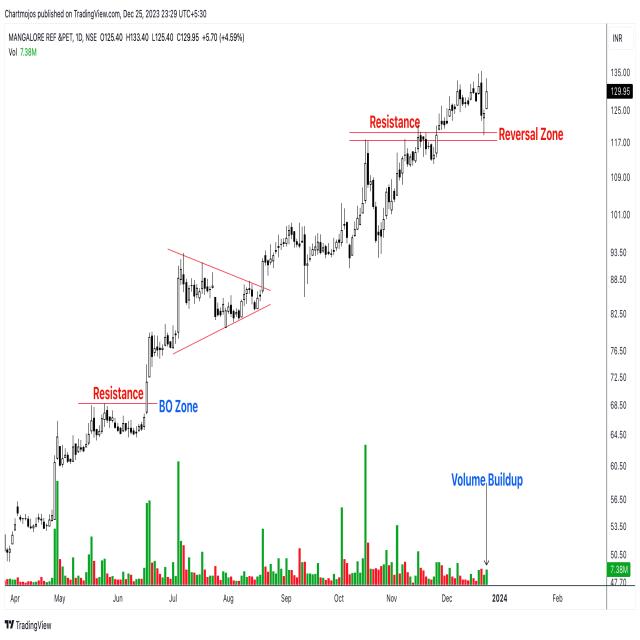 Chartmojos published on TradingView.com, Dec 25, 2023 23:29 UTC+5:30
MANGALORE REF &PET, 1D, NSE O125.40 H133.40 L125.40 C129.95 +5.70 (+4.59%)
INR
Vol 7.38M
135.00
129.95
125.00
Resistance
Reversal Zone
117.00
109.00
101.00
93.50
88.50
82.50
76.50
72.50
Resistance
BO Zone
68.50
64.50
60.50
Volume Buildup
56.50
53.50
50.50
7.38M
47.70
Apr May Jun Jul Aug Sep Oct Nov Dec 2024 Feb
TradingView